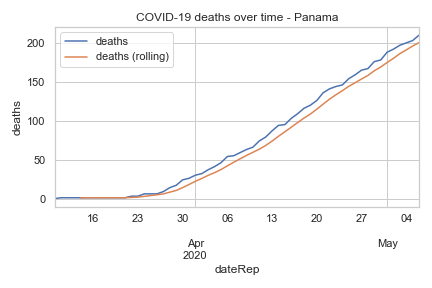 COVID-19 deaths over time - Panama
deaths
deaths (rolling)
200
150
100
50
0
deaths
16 23 30 06 13 20 27 04
Apr May
2020
dateRep